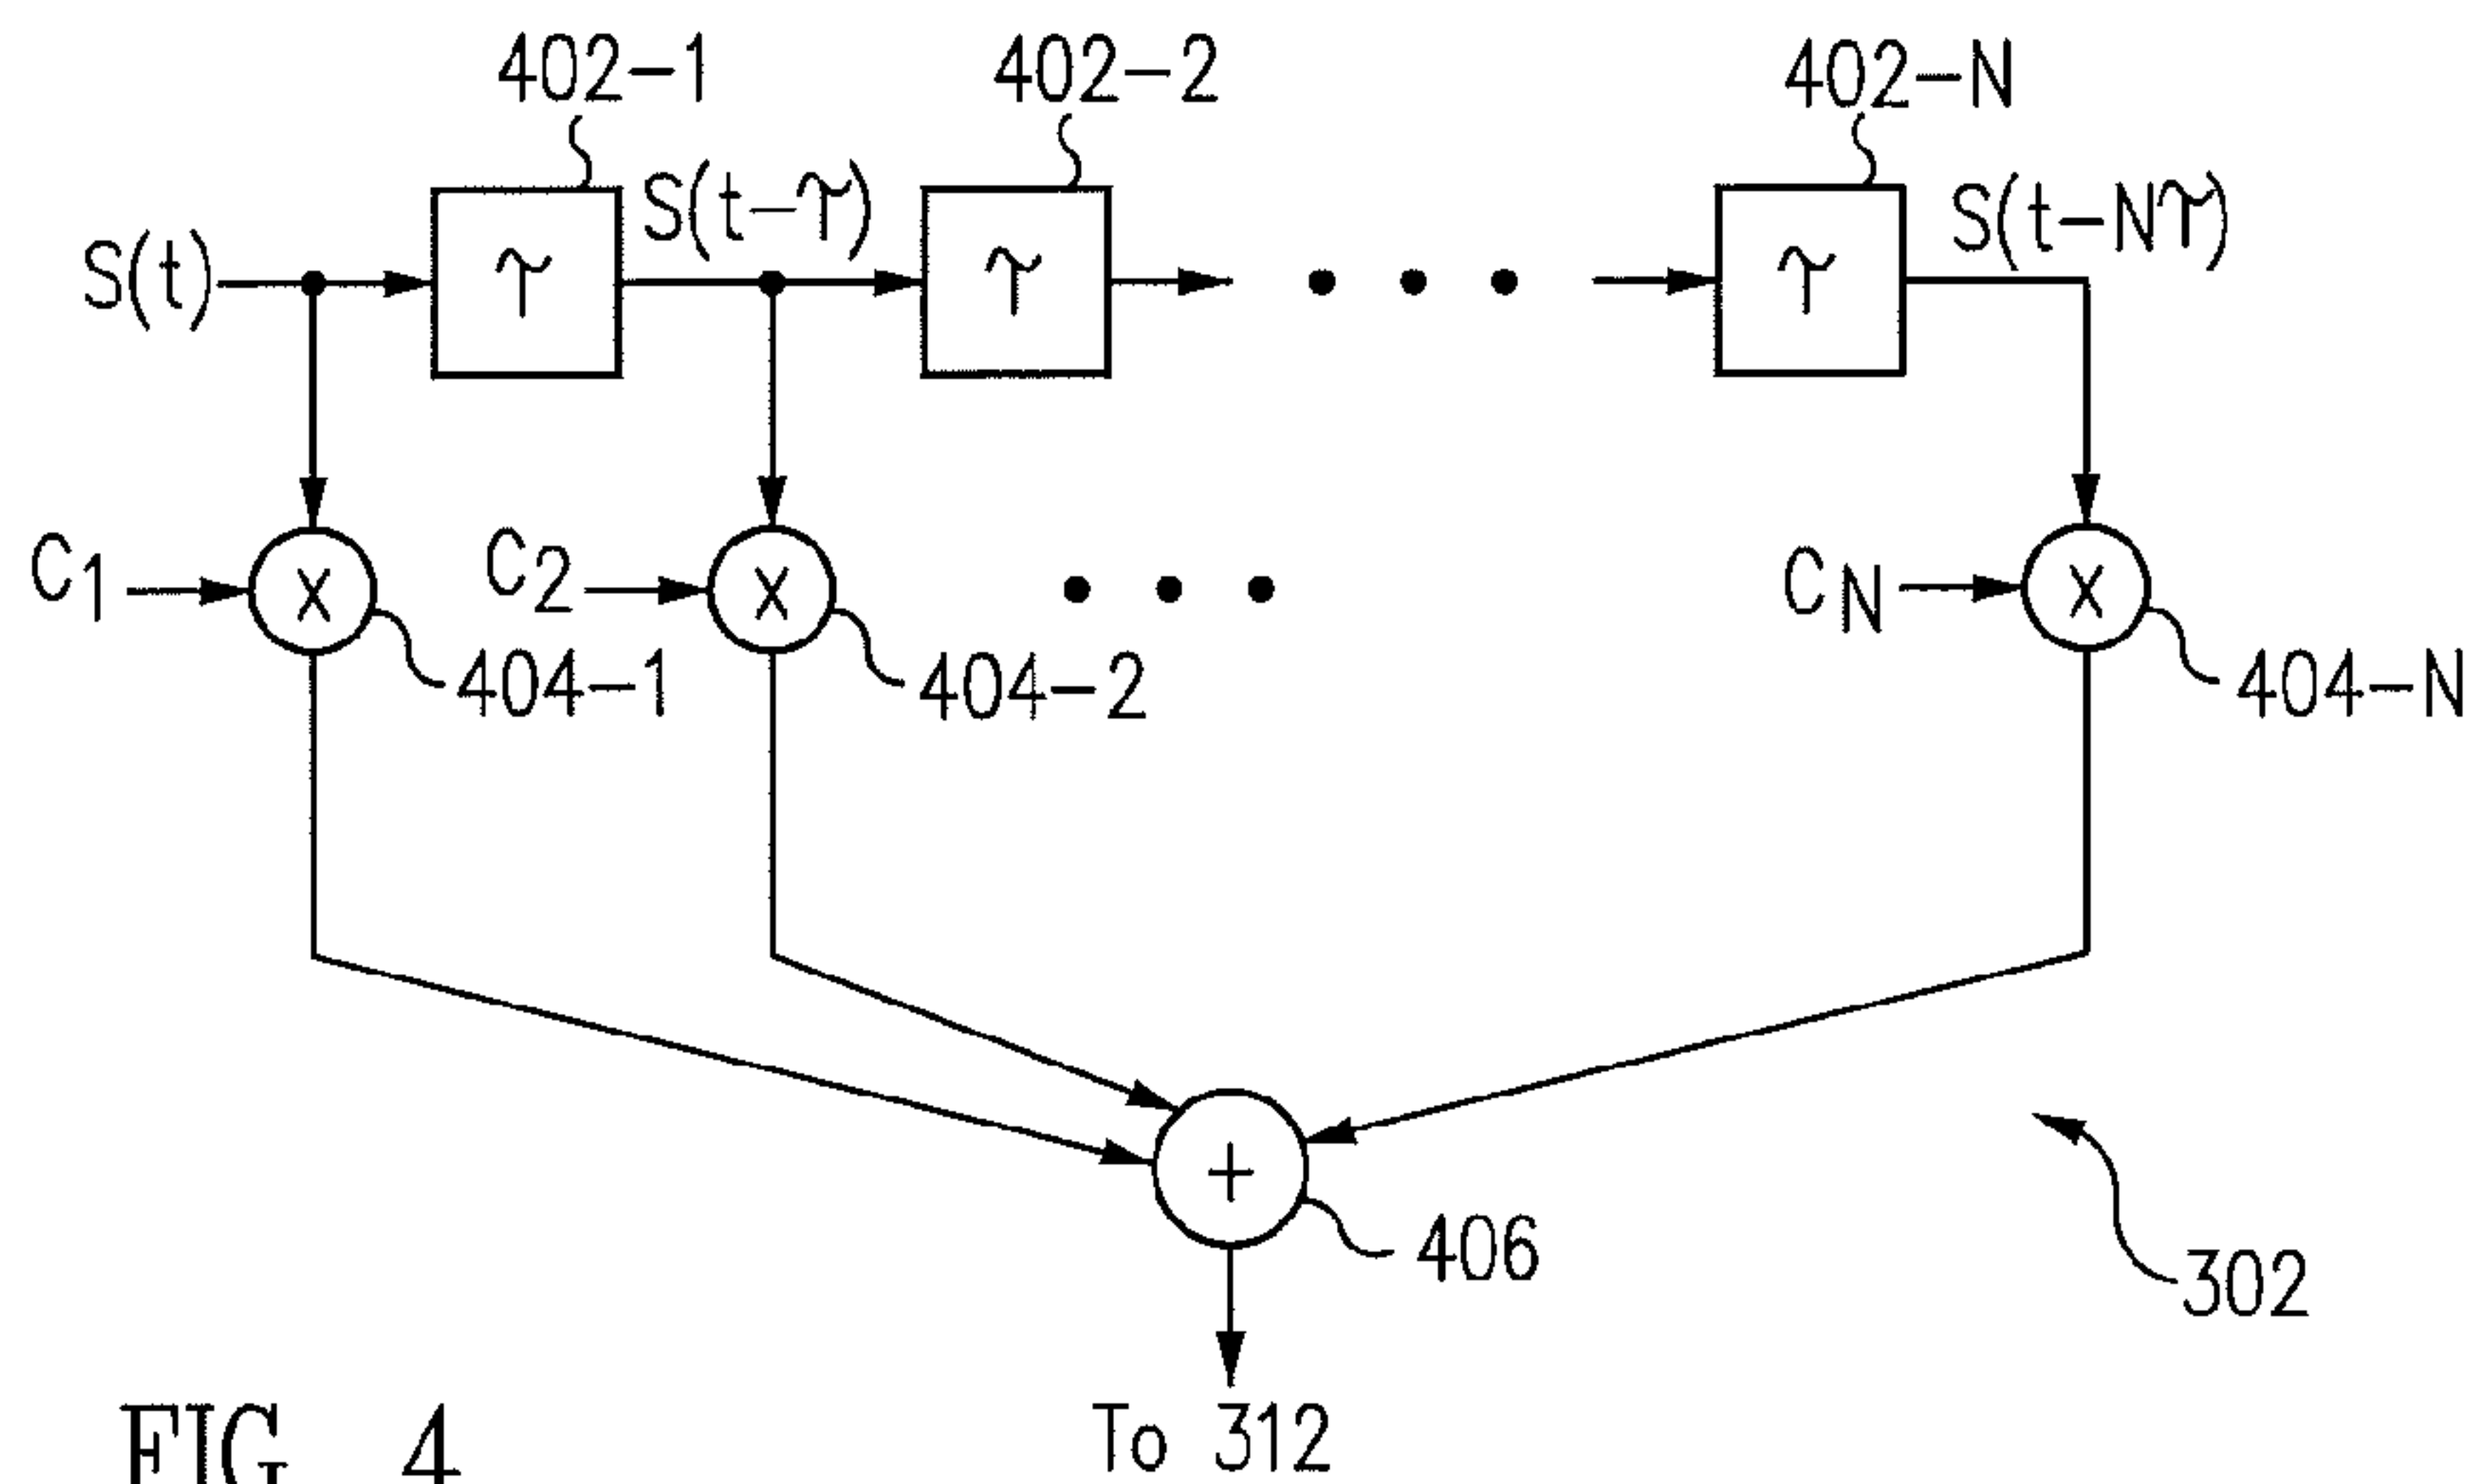 402-1 402-2 402-N
S(t) τ S(t-τ) τ τ S(t-Nτ)
C1 X C2 X CN X
404-1 404-2 404-N
+
406
302
To 312
FIG. 4